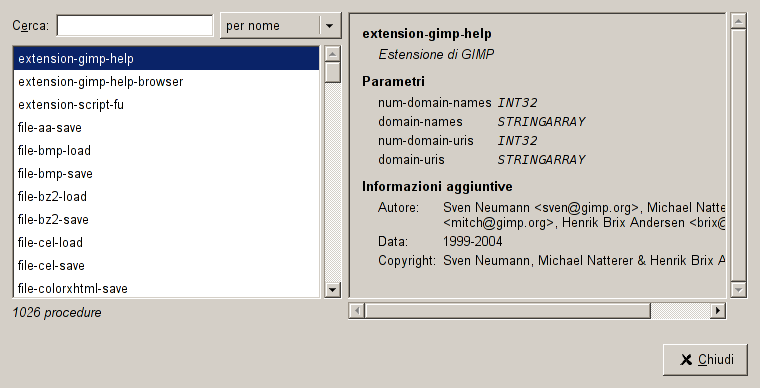 Cerca:
per nome
extension-gimp-help
extension-gimp-help-browser
extension-script-fu
file-aa-save
file-bmp-load
file-bmp-save
file-bz2-load
file-bz2-save
file-cel-load
file-cel-save
file-colorxhtml-save
1026 procedure
extension-gimp-help
Estensione di GIMP
Parametri
num-domain-names INT32
domain-names STRINGARRAY
num-domain-uris INT32
domain-uris STRINGARRAY
Informazioni aggiuntive
Autore: Sven Neumann <sven@gimp.org>, Michael Natte
<mitch@gimp.org>, Henrik Brix Andersen <brix@
Data: 1999-2004
Copyright: Sven Neumann, Michael Natterer & Henrik Brix A
Chiudi